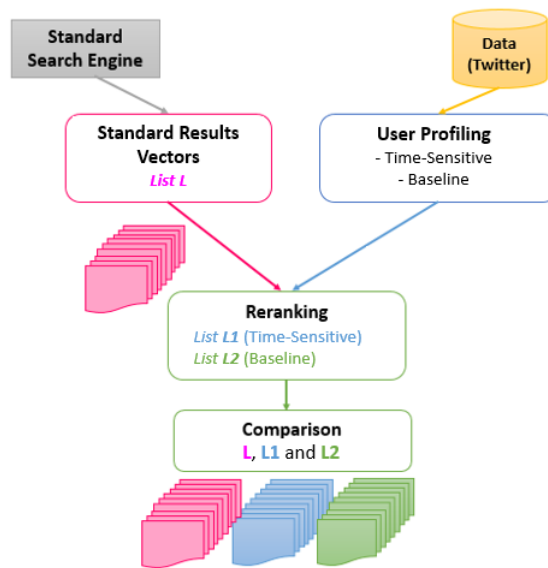 Standard
Search Engine
Data
(Twitter)
Standard Results
Vectors
List L
User Profiling
- Time-Sensitive
- Baseline
Reranking
List L1 (Time-Sensitive)
List L2 (Baseline)
Comparison
L, L1 and L2